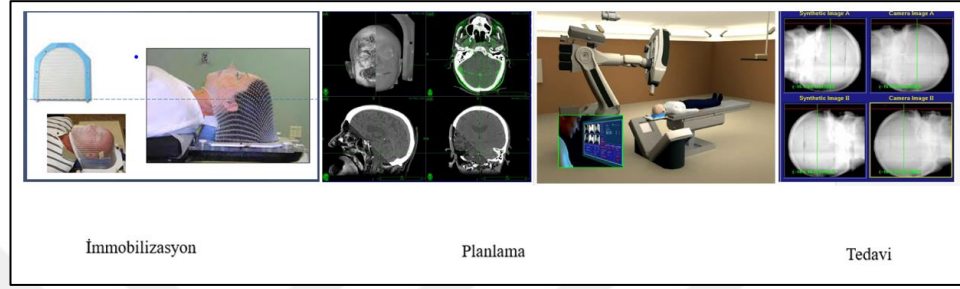 Synthetic Image A
Camera Image A
Synthetic Image B
Camera Image B
İmmobilizasyon
Planlama
Tedavi